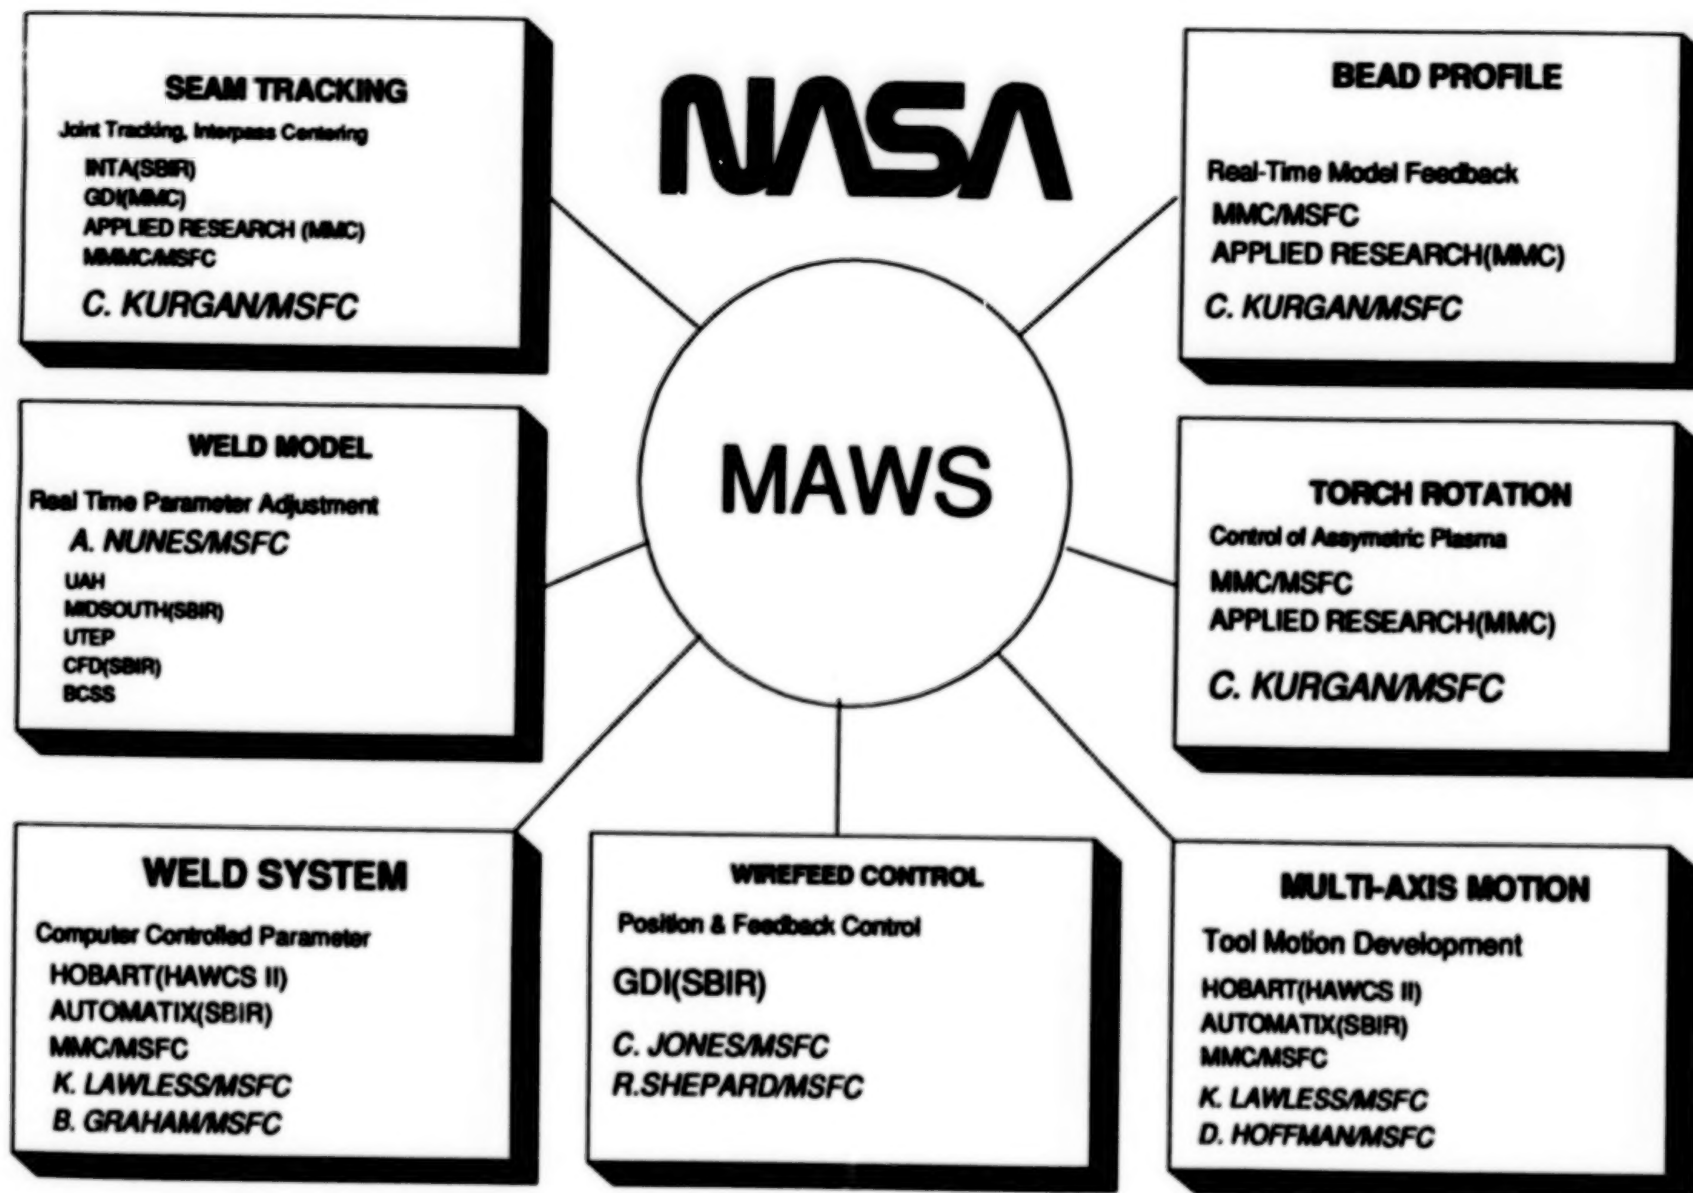 SEAM TRACKING
Joint Tracking, Interpass Centering
INTA(SBIR)
GDI(MMC)
APPLIED RESEARCH (MMC)
MMMC/MSFC
C. KURGAN/MSFC
NASA
BEAD PROFILE
Real-Time Model Feedback
MMC/MSFC
APPLIED RESEARCH(MMC)
C. KURGAN/MSFC
MAWS
WELD MODEL
Real Time Parameter Adjustment
A. NUNES/MSFC
UAH
MIDSOUTH(SBIR)
UTEP
CFD(SBIR)
BCSS
TORCH ROTATION
Control of Assymetric Plasma
MMC/MSFC
APPLIED RESEARCH(MMC)
C. KURGAN/MSFC
WELD SYSTEM
Computer Controlled Parameter
HOBART(HAWCS II)
AUTOMATIX(SBIR)
MMC/MSFC
K. LAWLESS/MSFC
B. GRAHAM/MSFC
WIREFEED CONTROL
Position & Feedback Control
GDI(SBIR)
C. JONES/MSFC
R.SHEPARD/MSFC
MULTI-AXIS MOTION
Tool Motion Development
HOBART(HAWCS II)
AUTOMATIX(SBIR)
MMC/MSFC
K. LAWLESS/MSFC
D. HOFFMAN/MSFC